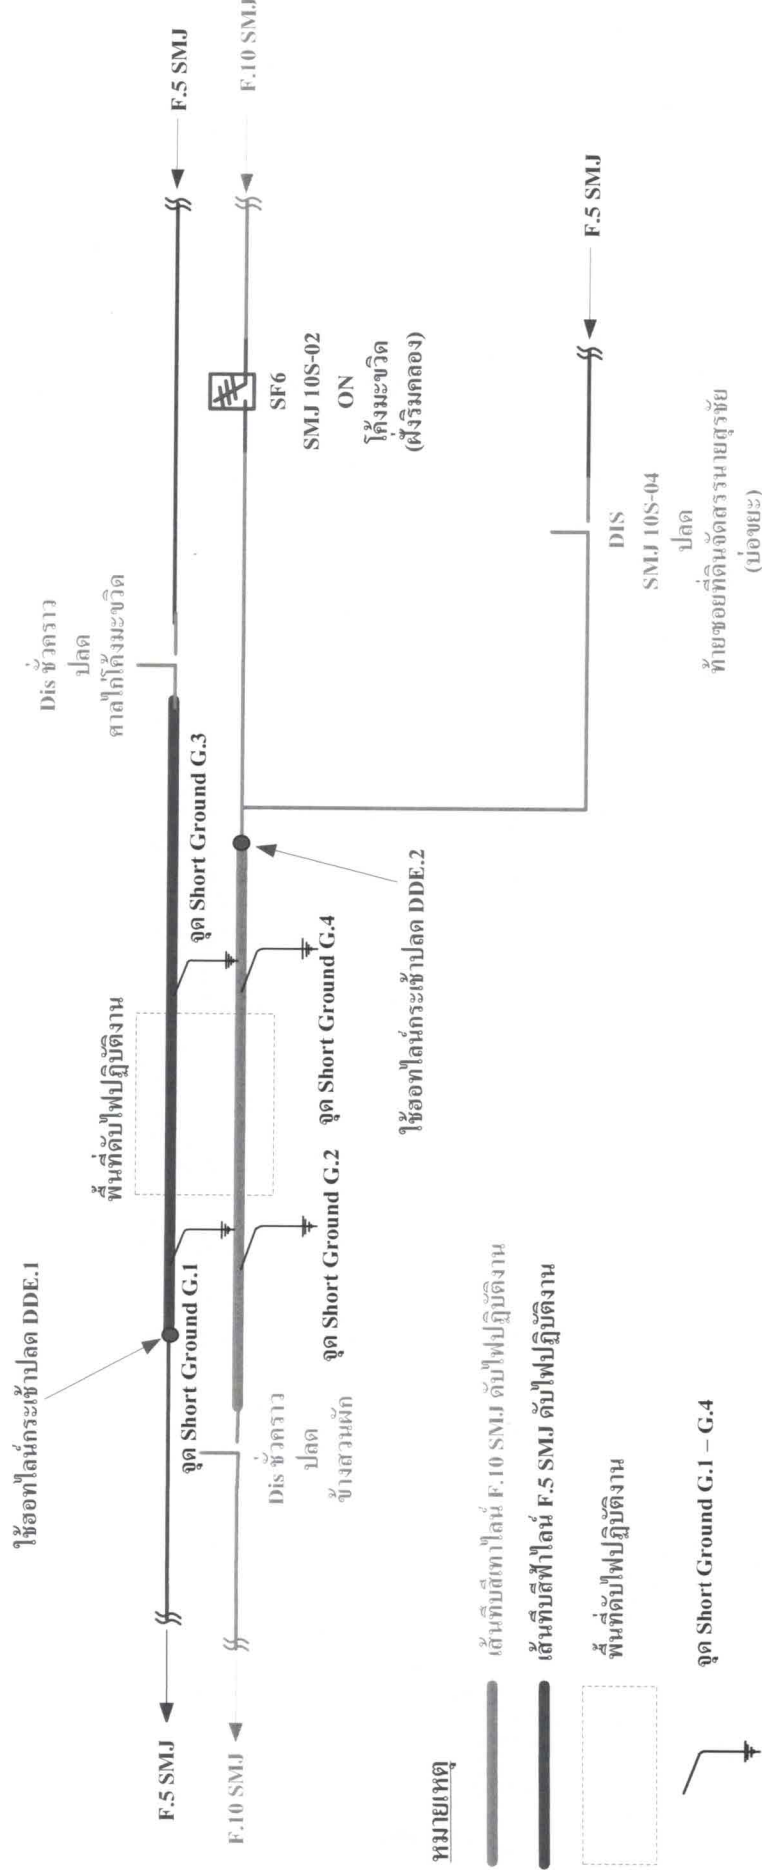 ใช้ฮอทไลน์กระเช้าปลด DDE.1
พื้นที่ดับไฟปฏิบัติงาน
Dis ชั่วคราว
ปลด
ศาลไก่โค้งมะขวิด
F.5 SMJ
F.5 SMJ
จุด Short Ground G.1
จุด Short Ground G.3
F.10 SMJ
F.10 SMJ
Dis ชั่วคราว
ปลด
ข้างสวนผัก
จุด Short Ground G.2
จุด Short Ground G.4
SF6
SMJ 10S-02
ON
โค้งมะขวิด
(ฝั่งริมคลอง)
ใช้ฮอทไลน์กระเช้าปลด DDE.2
F.5 SMJ
DIS
SMJ 10S-04
ปลด
ท้ายซอยที่ดินจัดสรรนายสุรชัย
(บ่อขยะ)
หมายเหตุ
เส้นทึบสีเทาไลน์ F.10 SMJ ดับไฟปฏิบัติงาน
เส้นทึบสีฟ้าไลน์ F.5 SMJ ดับไฟปฏิบัติงาน
พื้นที่ดับไฟปฏิบัติงาน
จุด Short Ground G.1 – G.4